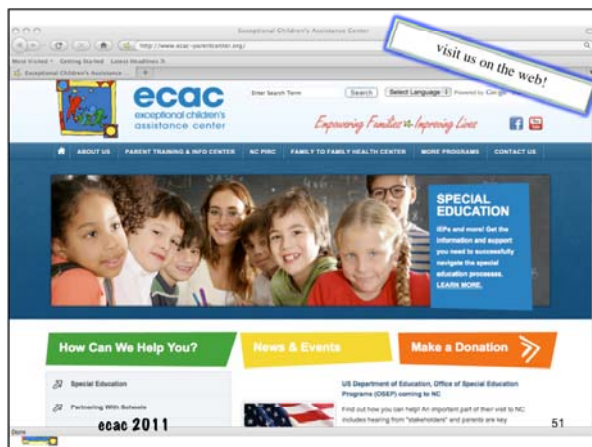 Exceptional Children's Assistance Center
http://www.ecac-parentcenter.org/
visit us on the web!
Most Visited Getting Started Latest Headlines
Exceptional Children's Assistance ...
ecac
exceptional children's
assistance center
Enter Search Term
Search
Select Language
Powered by
Empowering Families Improving Lives
You Tube
ABOUT US
PARENT TRAINING & INFO CENTER
NC PIRC
FAMILY TO FAMILY HEALTH CENTER
MORE PROGRAMS
CONTACT US
SPECIAL
EDUCATION
IEPs and more! Get the
information and support
you need to successfully
navigate the special
education processes.
LEARN MORE.
How Can We Help You?
News & Events
Make a Donation
Special Education
Partnering With Schools
US Department of Education, Office of Special Education
Programs (OSEP) coming to NC
Find out how you can help! An important part of their visit to NC
includes hearing from "stakeholders" and parents are key
ecac 2011
51
Done